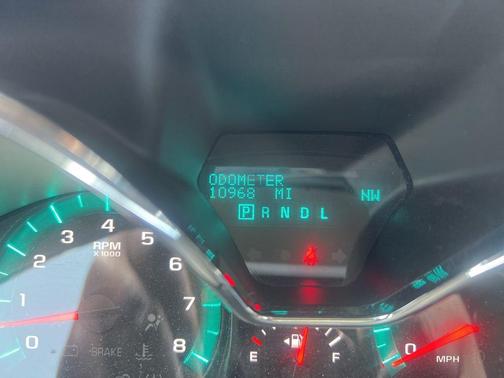 ODOMETER
10968 MI NW
P R N D L
4
3
5
2
6
1
7
0
8
RPM
X1000
BRAKE
E F
0
MPH